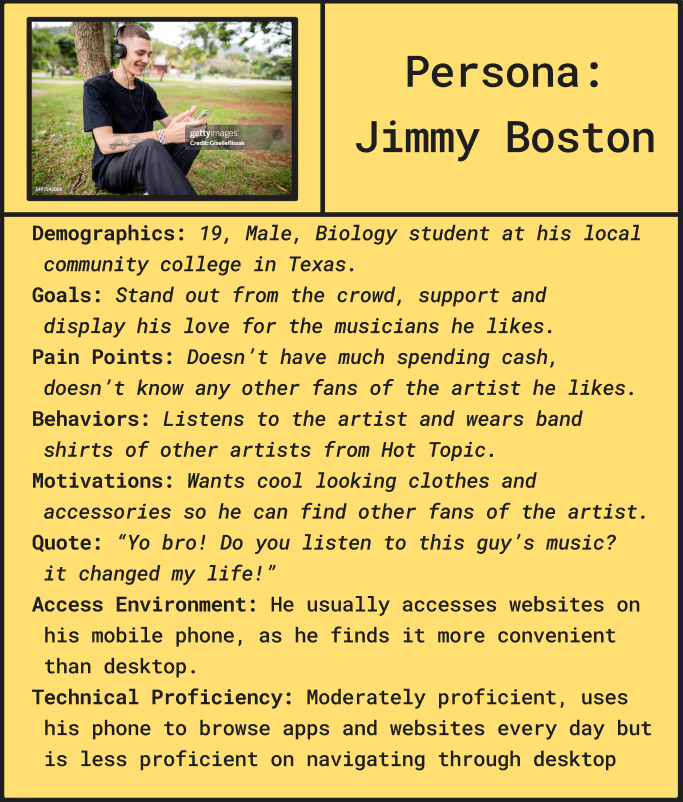 gettyimages
Credit: Giselleflissak
1497342800
Persona:
Jimmy Boston
Demographics: 19, Male, Biology student at his local
community college in Texas.
Goals: Stand out from the crowd, support and
display his love for the musicians he likes.
Pain Points: Doesn’t have much spending cash,
doesn’t know any other fans of the artist he likes.
Behaviors: Listens to the artist and wears band
shirts of other artists from Hot Topic.
Motivations: Wants cool looking clothes and
accessories so he can find other fans of the artist.
Quote: “Yo bro! Do you listen to this guy’s music?
it changed my life!”
Access Environment: He usually accesses websites on
his mobile phone, as he finds it more convenient
than desktop.
Technical Proficiency: Moderately proficient, uses
his phone to browse apps and websites every day but
is less proficient on navigating through desktop